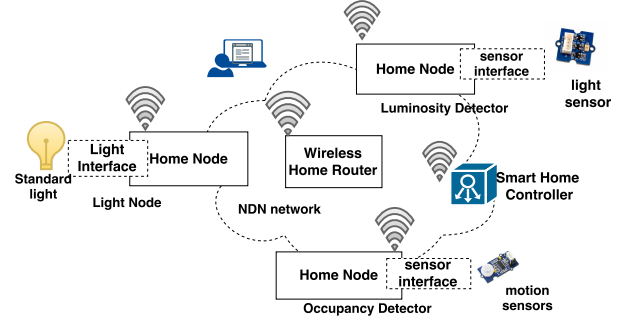 Home Node
sensor
interface
light
sensor
Luminosity Detector
Light
Interface
Home Node
Standard
light
Light Node
Wireless
Home Router
NDN network
Smart Home
Controller
Home Node
sensor
interface
Occupancy Detector
motion
sensors